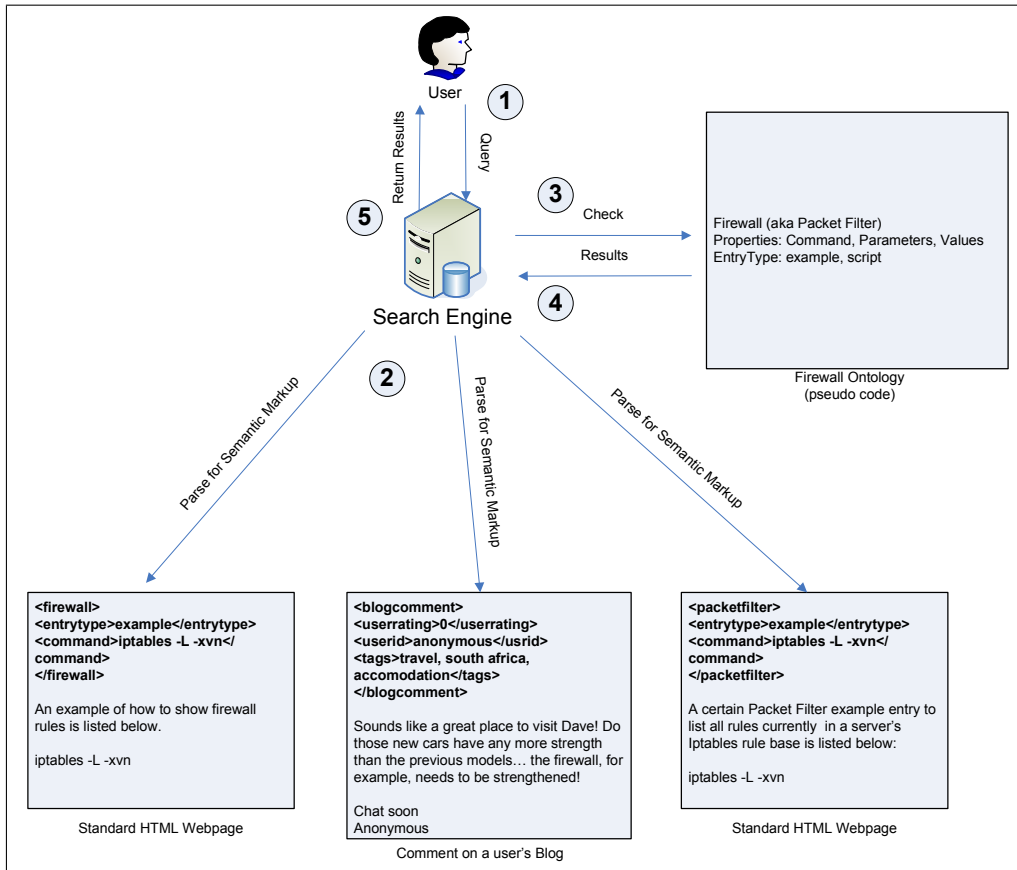 User
1
Return Results
Query
5
3
Check
Results
4
Search Engine
Firewall (aka Packet Filter)
Properties: Command, Parameters, Values
EntryType: example, script
Firewall Ontology
(pseudo code)
2
Parse for Semantic Markup
Parse for Semantic Markup
Parse for Semantic Markup
<firewall>
<entrytype>example</entrytype>
<command>iptables -L -xvn</
command>
</firewall>
An example of how to show firewall
rules is listed below.
iptables -L -xvn
Standard HTML Webpage
<blogcomment>
<userrating>0</userrating>
<userid>anonymous</usrid>
<tags>travel, south africa,
accomodation</tags>
</blogcomment>
Sounds like a great place to visit Dave! Do
those new cars have any more strength
than the previous models… the firewall, for
example, needs to be strengthened!
Chat soon
Anonymous
Comment on a user's Blog
<packetfilter>
<entrytype>example</entrytype>
<command>iptables -L -xvn</
command>
</packetfilter>
A certain Packet Filter example entry to
list all rules currently  in a server's
Iptables rule base is listed below:
iptables -L -xvn
Standard HTML Webpage